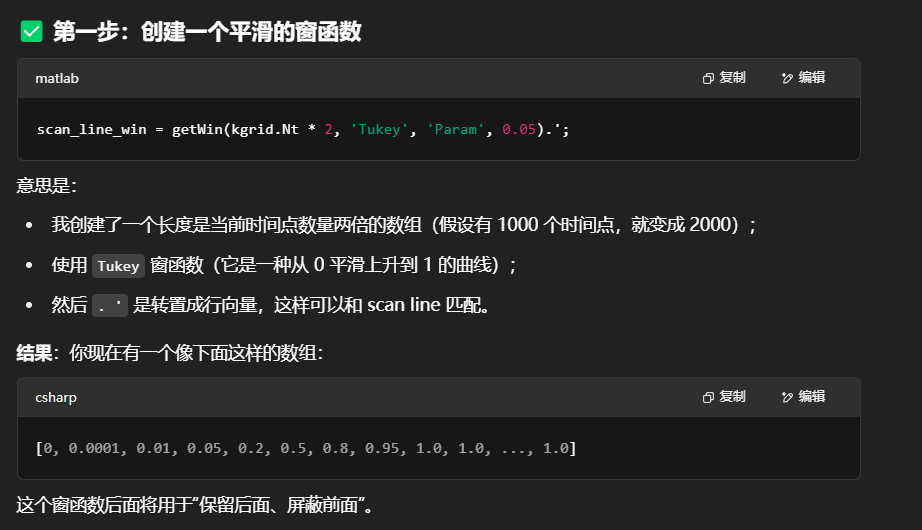 ✅ 第一步：创建一个平滑的窗函数
matlab 复制 编辑
scan_line_win = getWin(kgrid.Nt * 2, 'Tukey', 'Param', 0.05).';
意思是：
• 我创建了一个长度是当前时间点数量两倍的数组（假设有 1000 个时间点，就变成 2000）；
• 使用 Tukey 窗函数（它是一种从 0 平滑上升到 1 的曲线）；
• 然后 .' 是转置成行向量，这样可以和 scan line 匹配。
结果：你现在有一个像下面这样的数组：
csharp 复制 编辑
[0, 0.0001, 0.01, 0.05, 0.2, 0.5, 0.8, 0.95, 1.0, 1.0, ..., 1.0]
这个窗函数后面将用于“保留后面、屏蔽前面”。